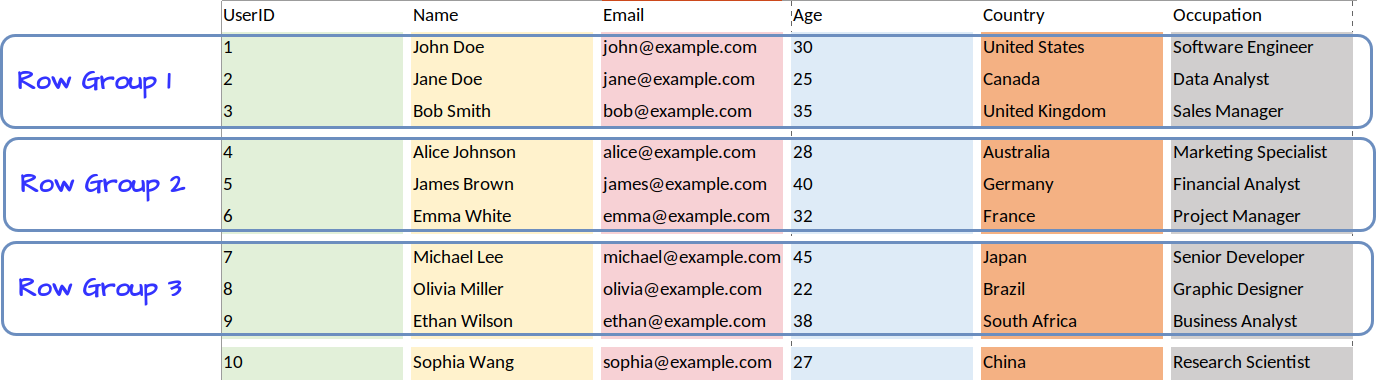 UserID Name Email Age Country Occupation
1 John Doe john@example.com 30 United States Software Engineer
Row Group 1 2 Jane Doe jane@example.com 25 Canada Data Analyst
3 Bob Smith bob@example.com 35 United Kingdom Sales Manager
4 Alice Johnson alice@example.com 28 Australia Marketing Specialist
Row Group 2 5 James Brown james@example.com 40 Germany Financial Analyst
6 Emma White emma@example.com 32 France Project Manager
7 Michael Lee michael@example.com 45 Japan Senior Developer
Row Group 3 8 Olivia Miller olivia@example.com 22 Brazil Graphic Designer
9 Ethan Wilson ethan@example.com 38 South Africa Business Analyst
10 Sophia Wang sophia@example.com 27 China Research Scientist